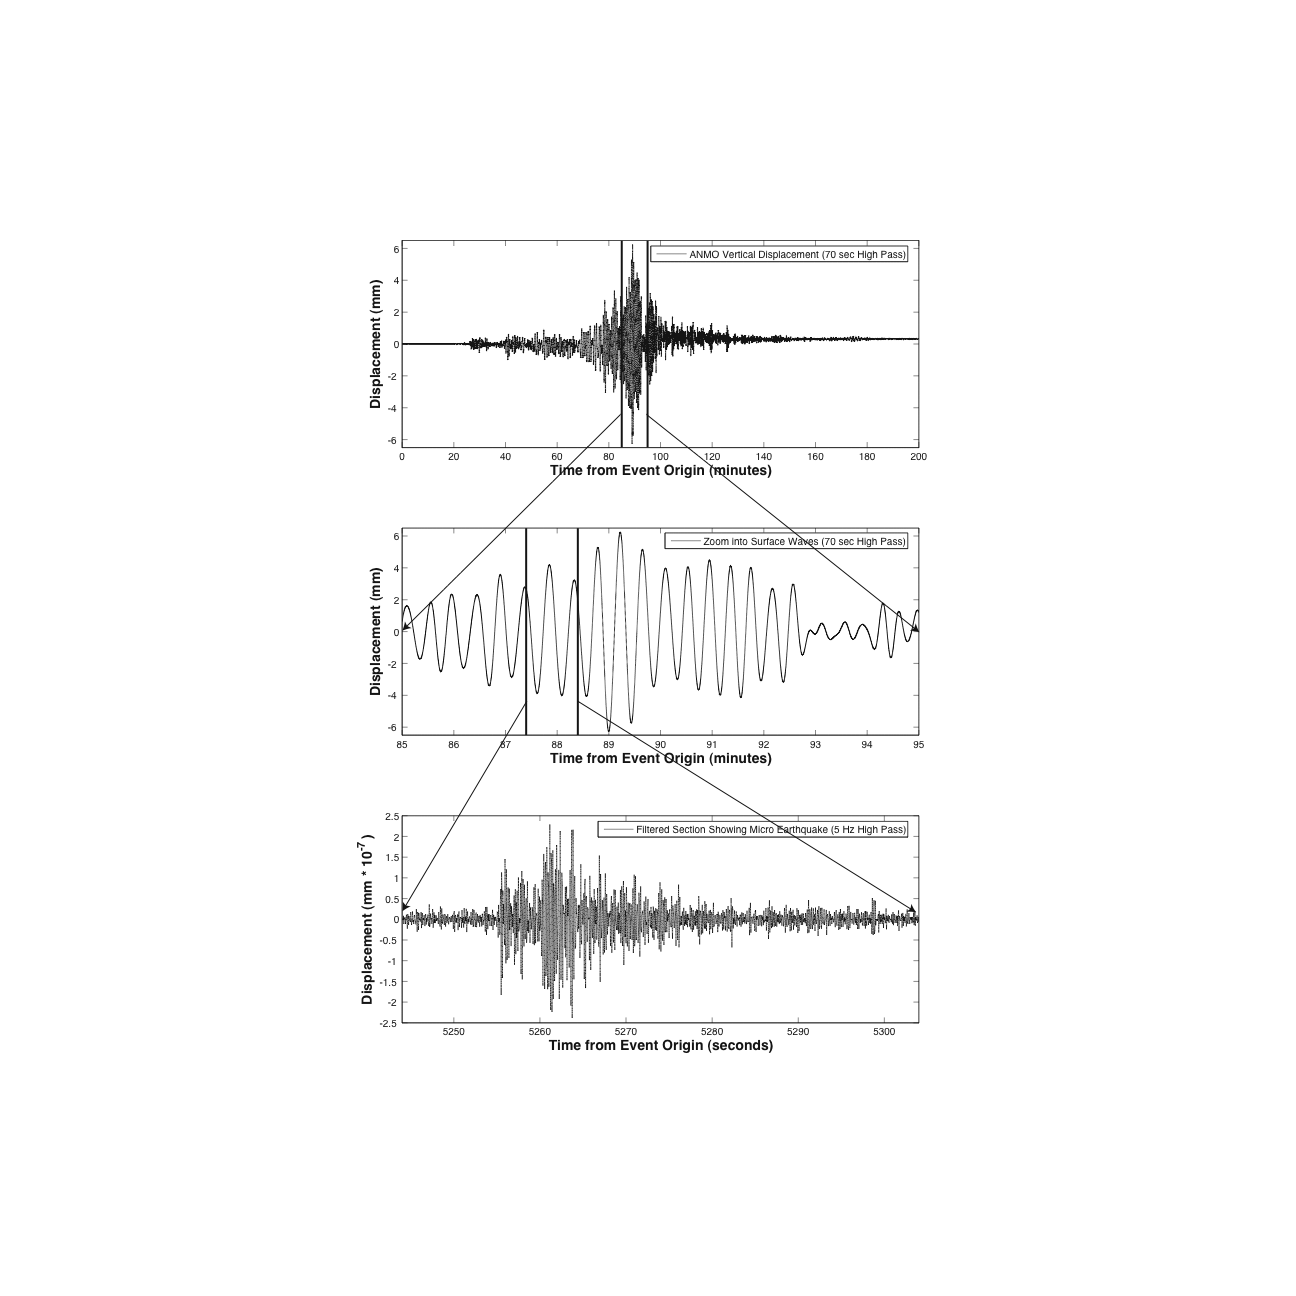 ANMO Vertical Displacement (70 sec High Pass)
Displacement (mm)
6
4
2
0
-2
-4
-6
0 20 40 60 80 100 120 140 160 180 200
Time from Event Origin (minutes)
Zoom into Surface Waves (70 sec High Pass)
Displacement (mm)
6
4
2
0
-2
-4
-6
85 86 87 88 89 90 91 92 93 94 95
Time from Event Origin (minutes)
Filtered Section Showing Micro Earthquake (5 Hz High Pass)
Displacement (mm * 10^-7)
2.5
2
1.5
1
0.5
0
-0.5
-1
-1.5
-2
-2.5
5250 5260 5270 5280 5290 5300
Time from Event Origin (seconds)